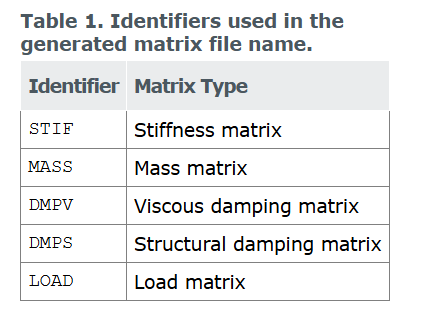 Table 1. Identifiers used in the
generated matrix file name.
Identifier Matrix Type
STIF Stiffness matrix
MASS Mass matrix
DMPV Viscous damping matrix
DMPS Structural damping matrix
LOAD Load matrix